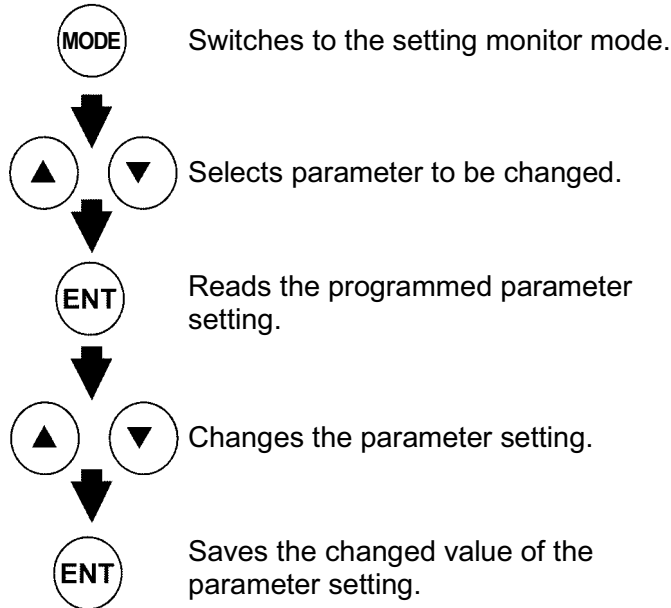 MODE
Switches to the setting monitor mode.
▲ ▼
Selects parameter to be changed.
ENT
Reads the programmed parameter
setting.
▲ ▼
Changes the parameter setting.
ENT
Saves the changed value of the
parameter setting.